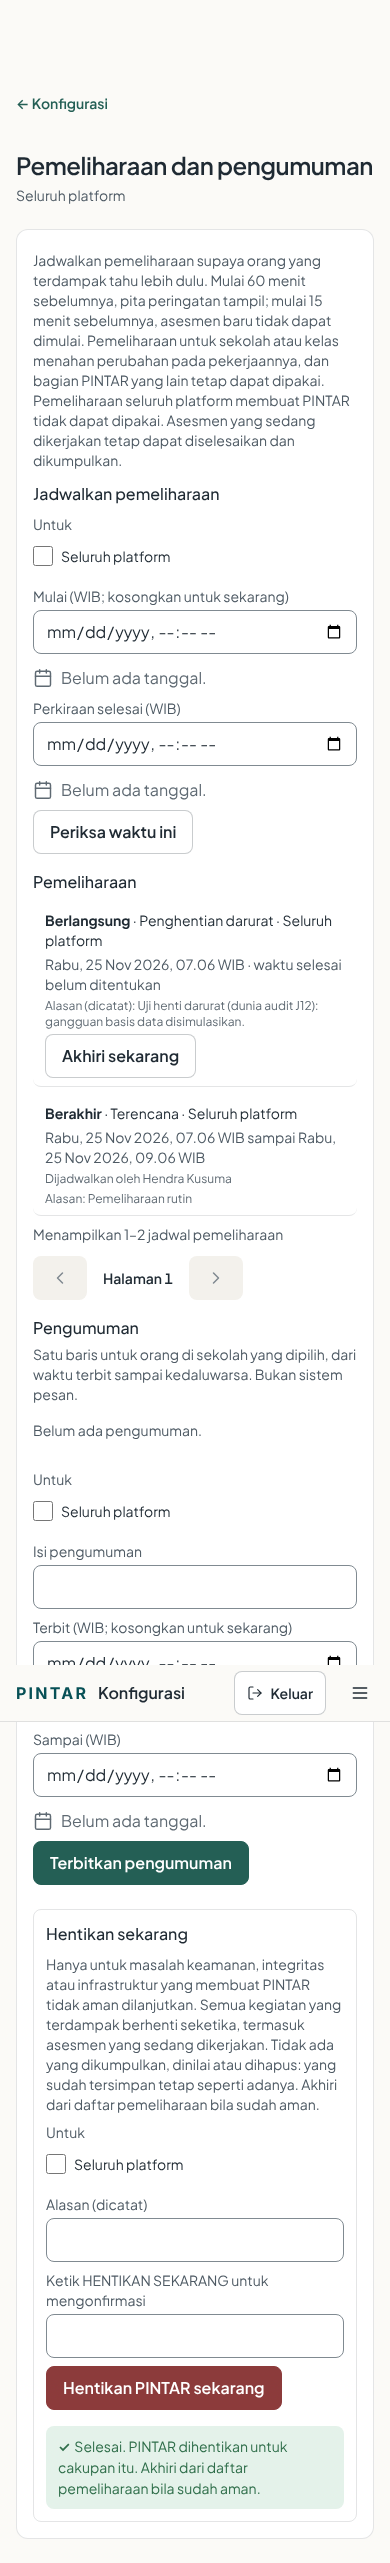 ← Konfigurasi
Pemeliharaan dan pengumuman
Seluruh platform
Jadwalkan pemeliharaan supaya orang yang
terdampak tahu lebih dulu. Mulai 60 menit
sebelumnya, pita peringatan tampil; mulai 15
menit sebelumnya, asesmen baru tidak dapat
dimulai. Pemeliharaan untuk sekolah atau kelas
menahan perubahan pada pekerjaannya, dan
bagian PINTAR yang lain tetap dapat dipakai.
Pemeliharaan seluruh platform membuat PINTAR
tidak dapat dipakai. Asesmen yang sedang
dikerjakan tetap dapat diselesaikan dan
dikumpulkan.
Jadwalkan pemeliharaan
Untuk
Seluruh platform
Mulai (WIB; kosongkan untuk sekarang)
mm/dd/yyyy, --:-- --
Belum ada tanggal.
Perkiraan selesai (WIB)
mm/dd/yyyy, --:-- --
Belum ada tanggal.
Periksa waktu ini
Pemeliharaan
Berlangsung · Penghentian darurat · Seluruh
platform
Rabu, 25 Nov 2026, 07.06 WIB · waktu selesai
belum ditentukan
Alasan (dicatat): Uji henti darurat (dunia audit J12):
gangguan basis data disimulasikan.
Akhiri sekarang
Berakhir · Terencana · Seluruh platform
Rabu, 25 Nov 2026, 07.06 WIB sampai Rabu,
25 Nov 2026, 09.06 WIB
Dijadwalkan oleh Hendra Kusuma
Alasan: Pemeliharaan rutin
Menampilkan 1–2 jadwal pemeliharaan
Halaman 1
Pengumuman
Satu baris untuk orang di sekolah yang dipilih, dari
waktu terbit sampai kedaluwarsa. Bukan sistem
pesan.
Belum ada pengumuman.
Untuk
Seluruh platform
Isi pengumuman
Terbit (WIB; kosongkan untuk sekarang)
mm/dd/yyyy, --:-- --
PINTAR Konfigurasi
Keluar
Sampai (WIB)
mm/dd/yyyy, --:-- --
Belum ada tanggal.
Terbitkan pengumuman
Hentikan sekarang
Hanya untuk masalah keamanan, integritas
atau infrastruktur yang membuat PINTAR
tidak aman dilanjutkan. Semua kegiatan yang
terdampak berhenti seketika, termasuk
asesmen yang sedang dikerjakan. Tidak ada
yang dikumpulkan, dinilai atau dihapus: yang
sudah tersimpan tetap seperti adanya. Akhiri
dari daftar pemeliharaan bila sudah aman.
Untuk
Seluruh platform
Alasan (dicatat)
Ketik HENTIKAN SEKARANG untuk
mengonfirmasi
Hentikan PINTAR sekarang
✓ Selesai. PINTAR dihentikan untuk
cakupan itu. Akhiri dari daftar
pemeliharaan bila sudah aman.